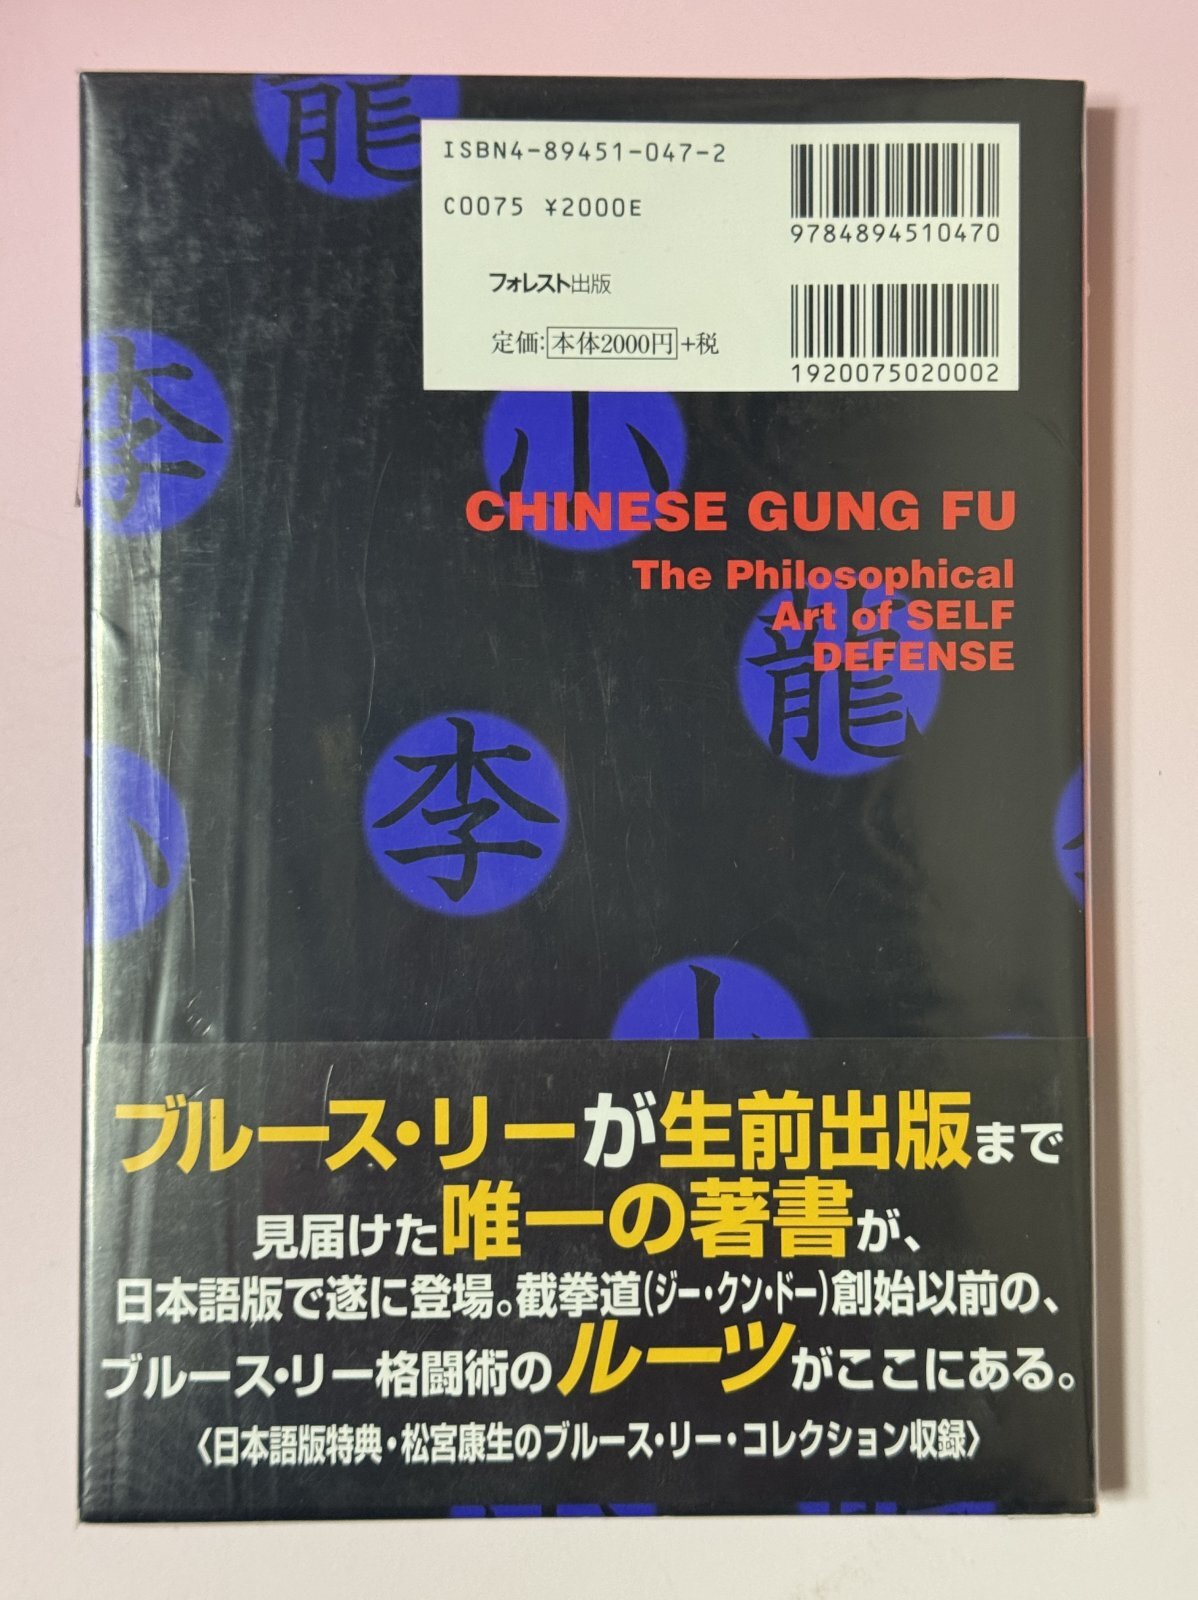 龍
ISBN4-89451-047-2
C0075 ¥2000E
9784894510470
フォレスト出版
定価:本体2000円+税
1920075020002
李
小
CHINESE GUNG FU
The Philosophical
Art of SELF
DEFENSE
龍
李
小
ブルース・リーが生前出版まで
見届けた唯一の著書が、
日本語版で遂に登場。截拳道(ジー・クン・ドー)創始以前の、
ブルース・リー格闘術のルーツがここにある。
〈日本語版特典・松宮康生のブルース・リー・コレクション収録〉